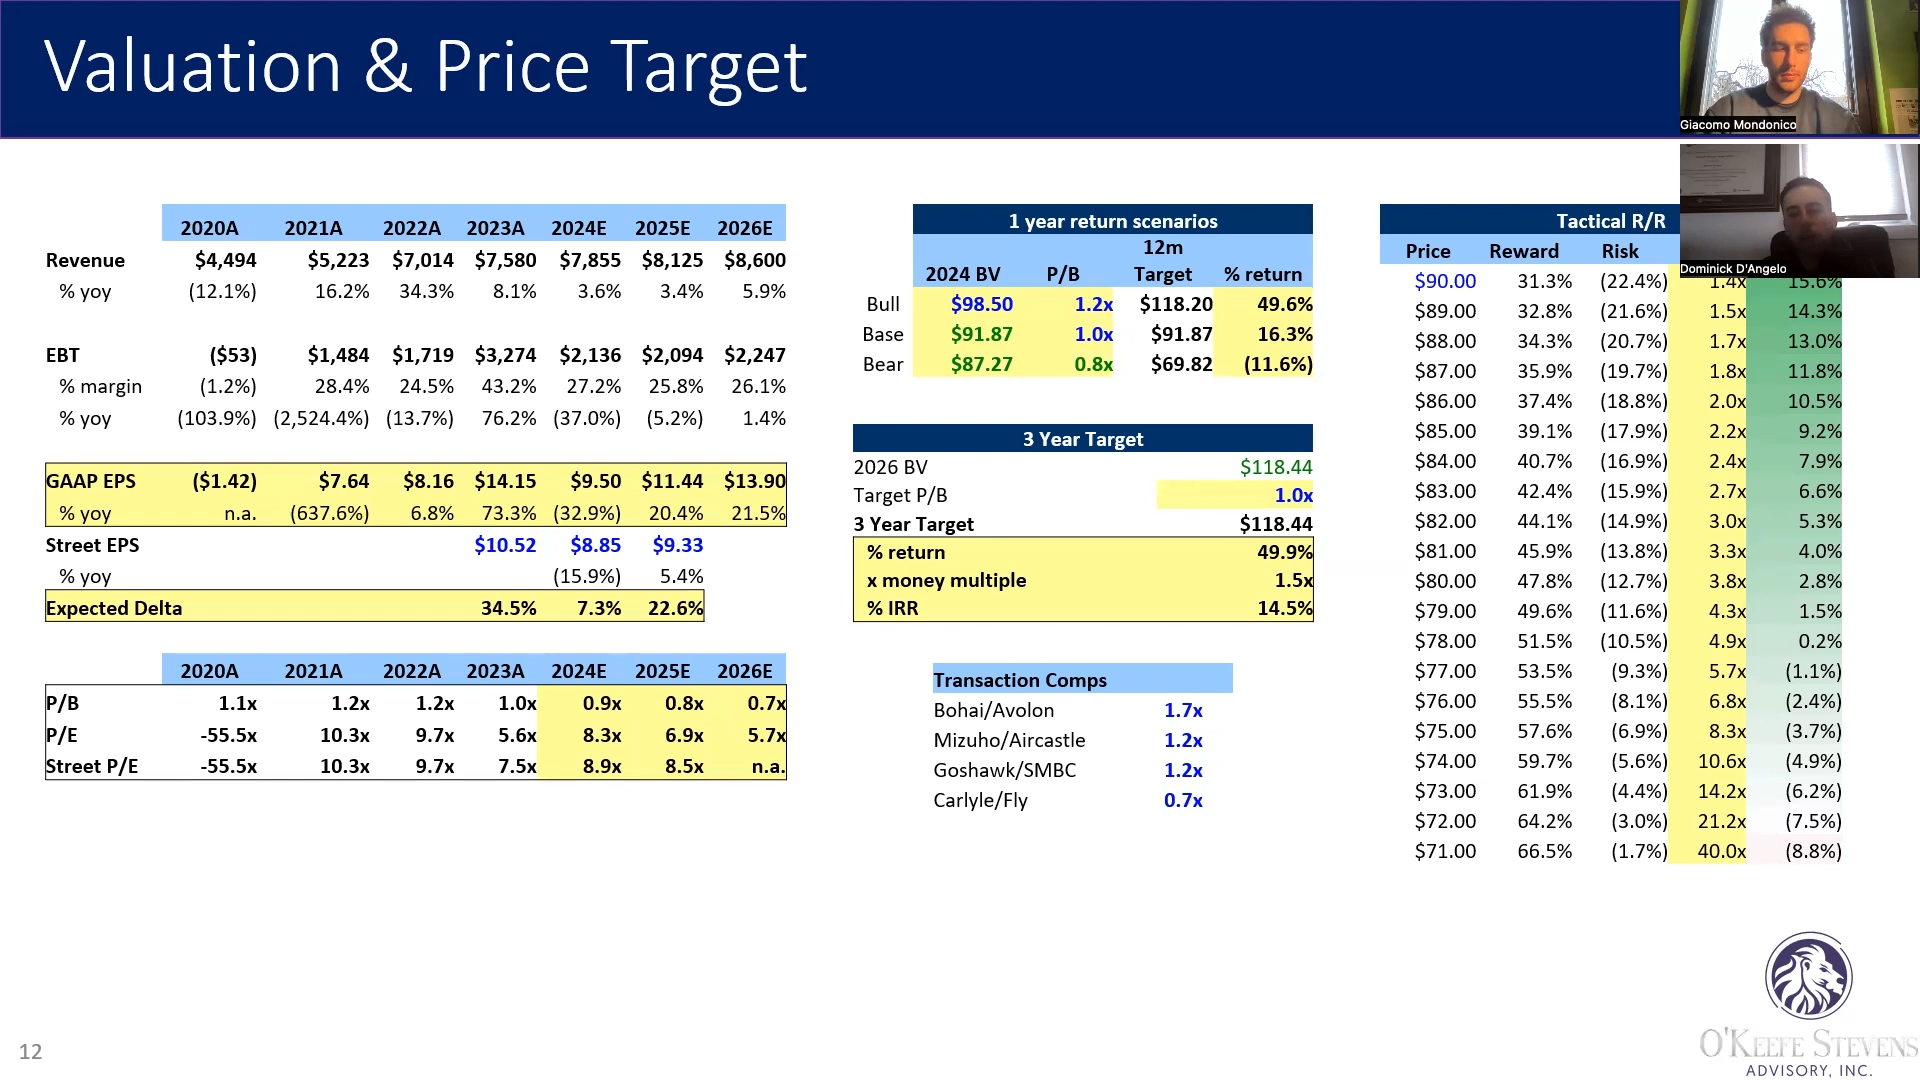 Valuation & Price Target
Giacomo Mondonico
Dominick D'Angelo
2020A 2021A 2022A 2023A 2024E 2025E 2026E
Revenue $4,494 $5,223 $7,014 $7,580 $7,855 $8,125 $8,600
% yoy (12.1%) 16.2% 34.3% 8.1% 3.6% 3.4% 5.9%
EBT ($53) $1,484 $1,719 $3,274 $2,136 $2,094 $2,247
% margin (1.2%) 28.4% 24.5% 43.2% 27.2% 25.8% 26.1%
% yoy (103.9%) (2,524.4%) (13.7%) 76.2% (37.0%) (5.2%) 1.4%
GAAP EPS ($1.42) $7.64 $8.16 $14.15 $9.50 $11.44 $13.90
% yoy n.a. (637.6%) 6.8% 73.3% (32.9%) 20.4% 21.5%
Street EPS $10.52 $8.85 $9.33
% yoy (15.9%) 5.4%
Expected Delta 34.5% 7.3% 22.6%
2020A 2021A 2022A 2023A 2024E 2025E 2026E
P/B 1.1x 1.2x 1.2x 1.0x 0.9x 0.8x 0.7x
P/E -55.5x 10.3x 9.7x 5.6x 8.3x 6.9x 5.7x
Street P/E -55.5x 10.3x 9.7x 7.5x 8.9x 8.5x n.a.
1 year return scenarios
12m
2024 BV P/B Target % return
Bull $98.50 1.2x $118.20 49.6%
Base $91.87 1.0x $91.87 16.3%
Bear $87.27 0.8x $69.82 (11.6%)
3 Year Target
2026 BV $118.44
Target P/B 1.0x
3 Year Target $118.44
% return 49.9%
x money multiple 1.5x
% IRR 14.5%
Transaction Comps
Bohai/Avolon 1.7x
Mizuho/Aircastle 1.2x
Goshawk/SMBC 1.2x
Carlyle/Fly 0.7x
Tactical R/R
Price Reward Risk
$90.00 31.3% (22.4%) 1.4x 15.6%
$89.00 32.8% (21.6%) 1.5x 14.3%
$88.00 34.3% (20.7%) 1.7x 13.0%
$87.00 35.9% (19.7%) 1.8x 11.8%
$86.00 37.4% (18.8%) 2.0x 10.5%
$85.00 39.1% (17.9%) 2.2x 9.2%
$84.00 40.7% (16.9%) 2.4x 7.9%
$83.00 42.4% (15.9%) 2.7x 6.6%
$82.00 44.1% (14.9%) 3.0x 5.3%
$81.00 45.9% (13.8%) 3.3x 4.0%
$80.00 47.8% (12.7%) 3.8x 2.8%
$79.00 49.6% (11.6%) 4.3x 1.5%
$78.00 51.5% (10.5%) 4.9x 0.2%
$77.00 53.5% (9.3%) 5.7x (1.1%)
$76.00 55.5% (8.1%) 6.8x (2.4%)
$75.00 57.6% (6.9%) 8.3x (3.7%)
$74.00 59.7% (5.6%) 10.6x (4.9%)
$73.00 61.9% (4.4%) 14.2x (6.2%)
$72.00 64.2% (3.0%) 21.2x (7.5%)
$71.00 66.5% (1.7%) 40.0x (8.8%)
12
O'KEEFE STEVENS
ADVISORY, INC.